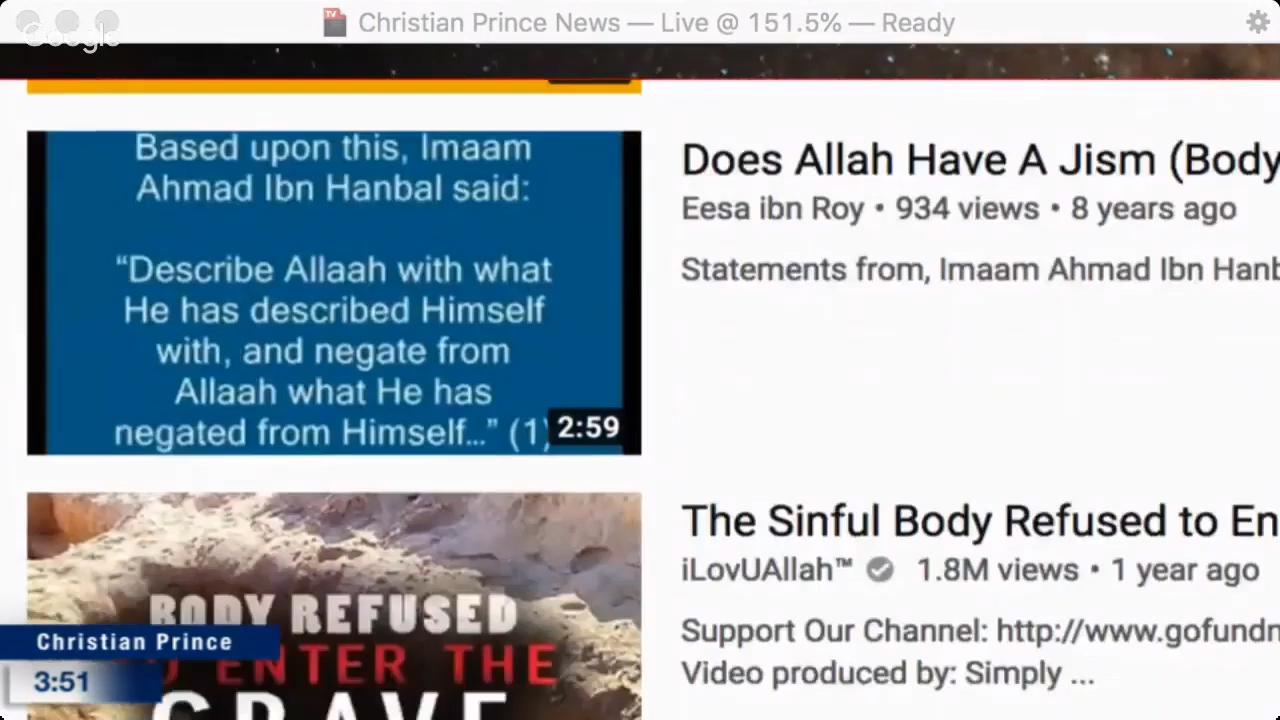 Christian Prince News — Live @ 151.5% — Ready
Google
Based upon this, Imaam
Ahmad Ibn Hanbal said:
“Describe Allaah with what
He has described Himself
with, and negate from
Allaah what He has
negated from Himself…” (1)
2:59
Does Allah Have A Jism (Body
Eesa ibn Roy • 934 views • 8 years ago
Statements from, Imaam Ahmad Ibn Hanb
BODY REFUSED
TO ENTER THE
GRAVE
The Sinful Body Refused to En
iLovUAllah™ 1.8M views • 1 year ago
Support Our Channel: http://www.gofundm
Video produced by: Simply ...
Christian Prince
3:51